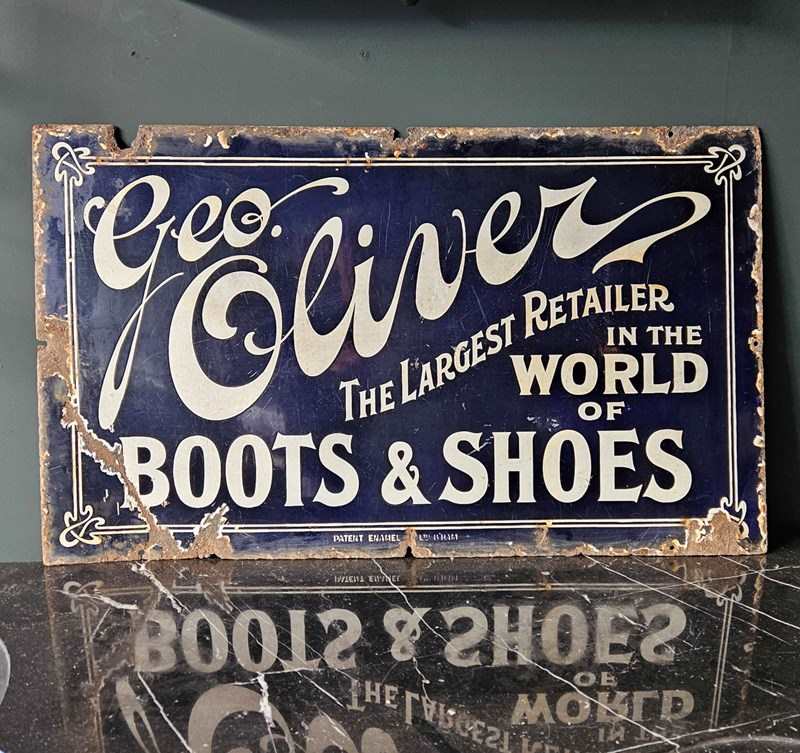 Geo.
Oliver
THE LARGEST RETAILER
IN THE
WORLD
OF
BOOTS & SHOES
PATENT ENAMEL